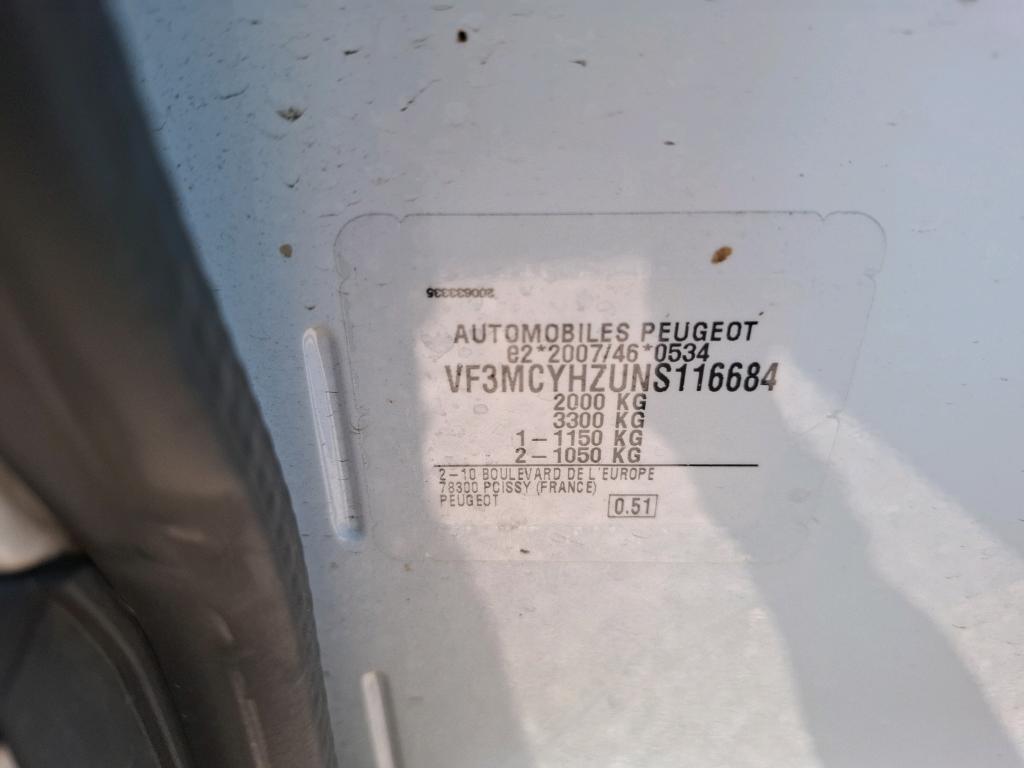 200633335
AUTOMOBILES PEUGEOT
e2*2007/46*0534
VF3MCYHZUNS116684
2000 KG
3300 KG
1-1150 KG
2-1050 KG
2-10 BOULEVARD DE L'EUROPE
78300 POISSY (FRANCE)
PEUGEOT
0.51